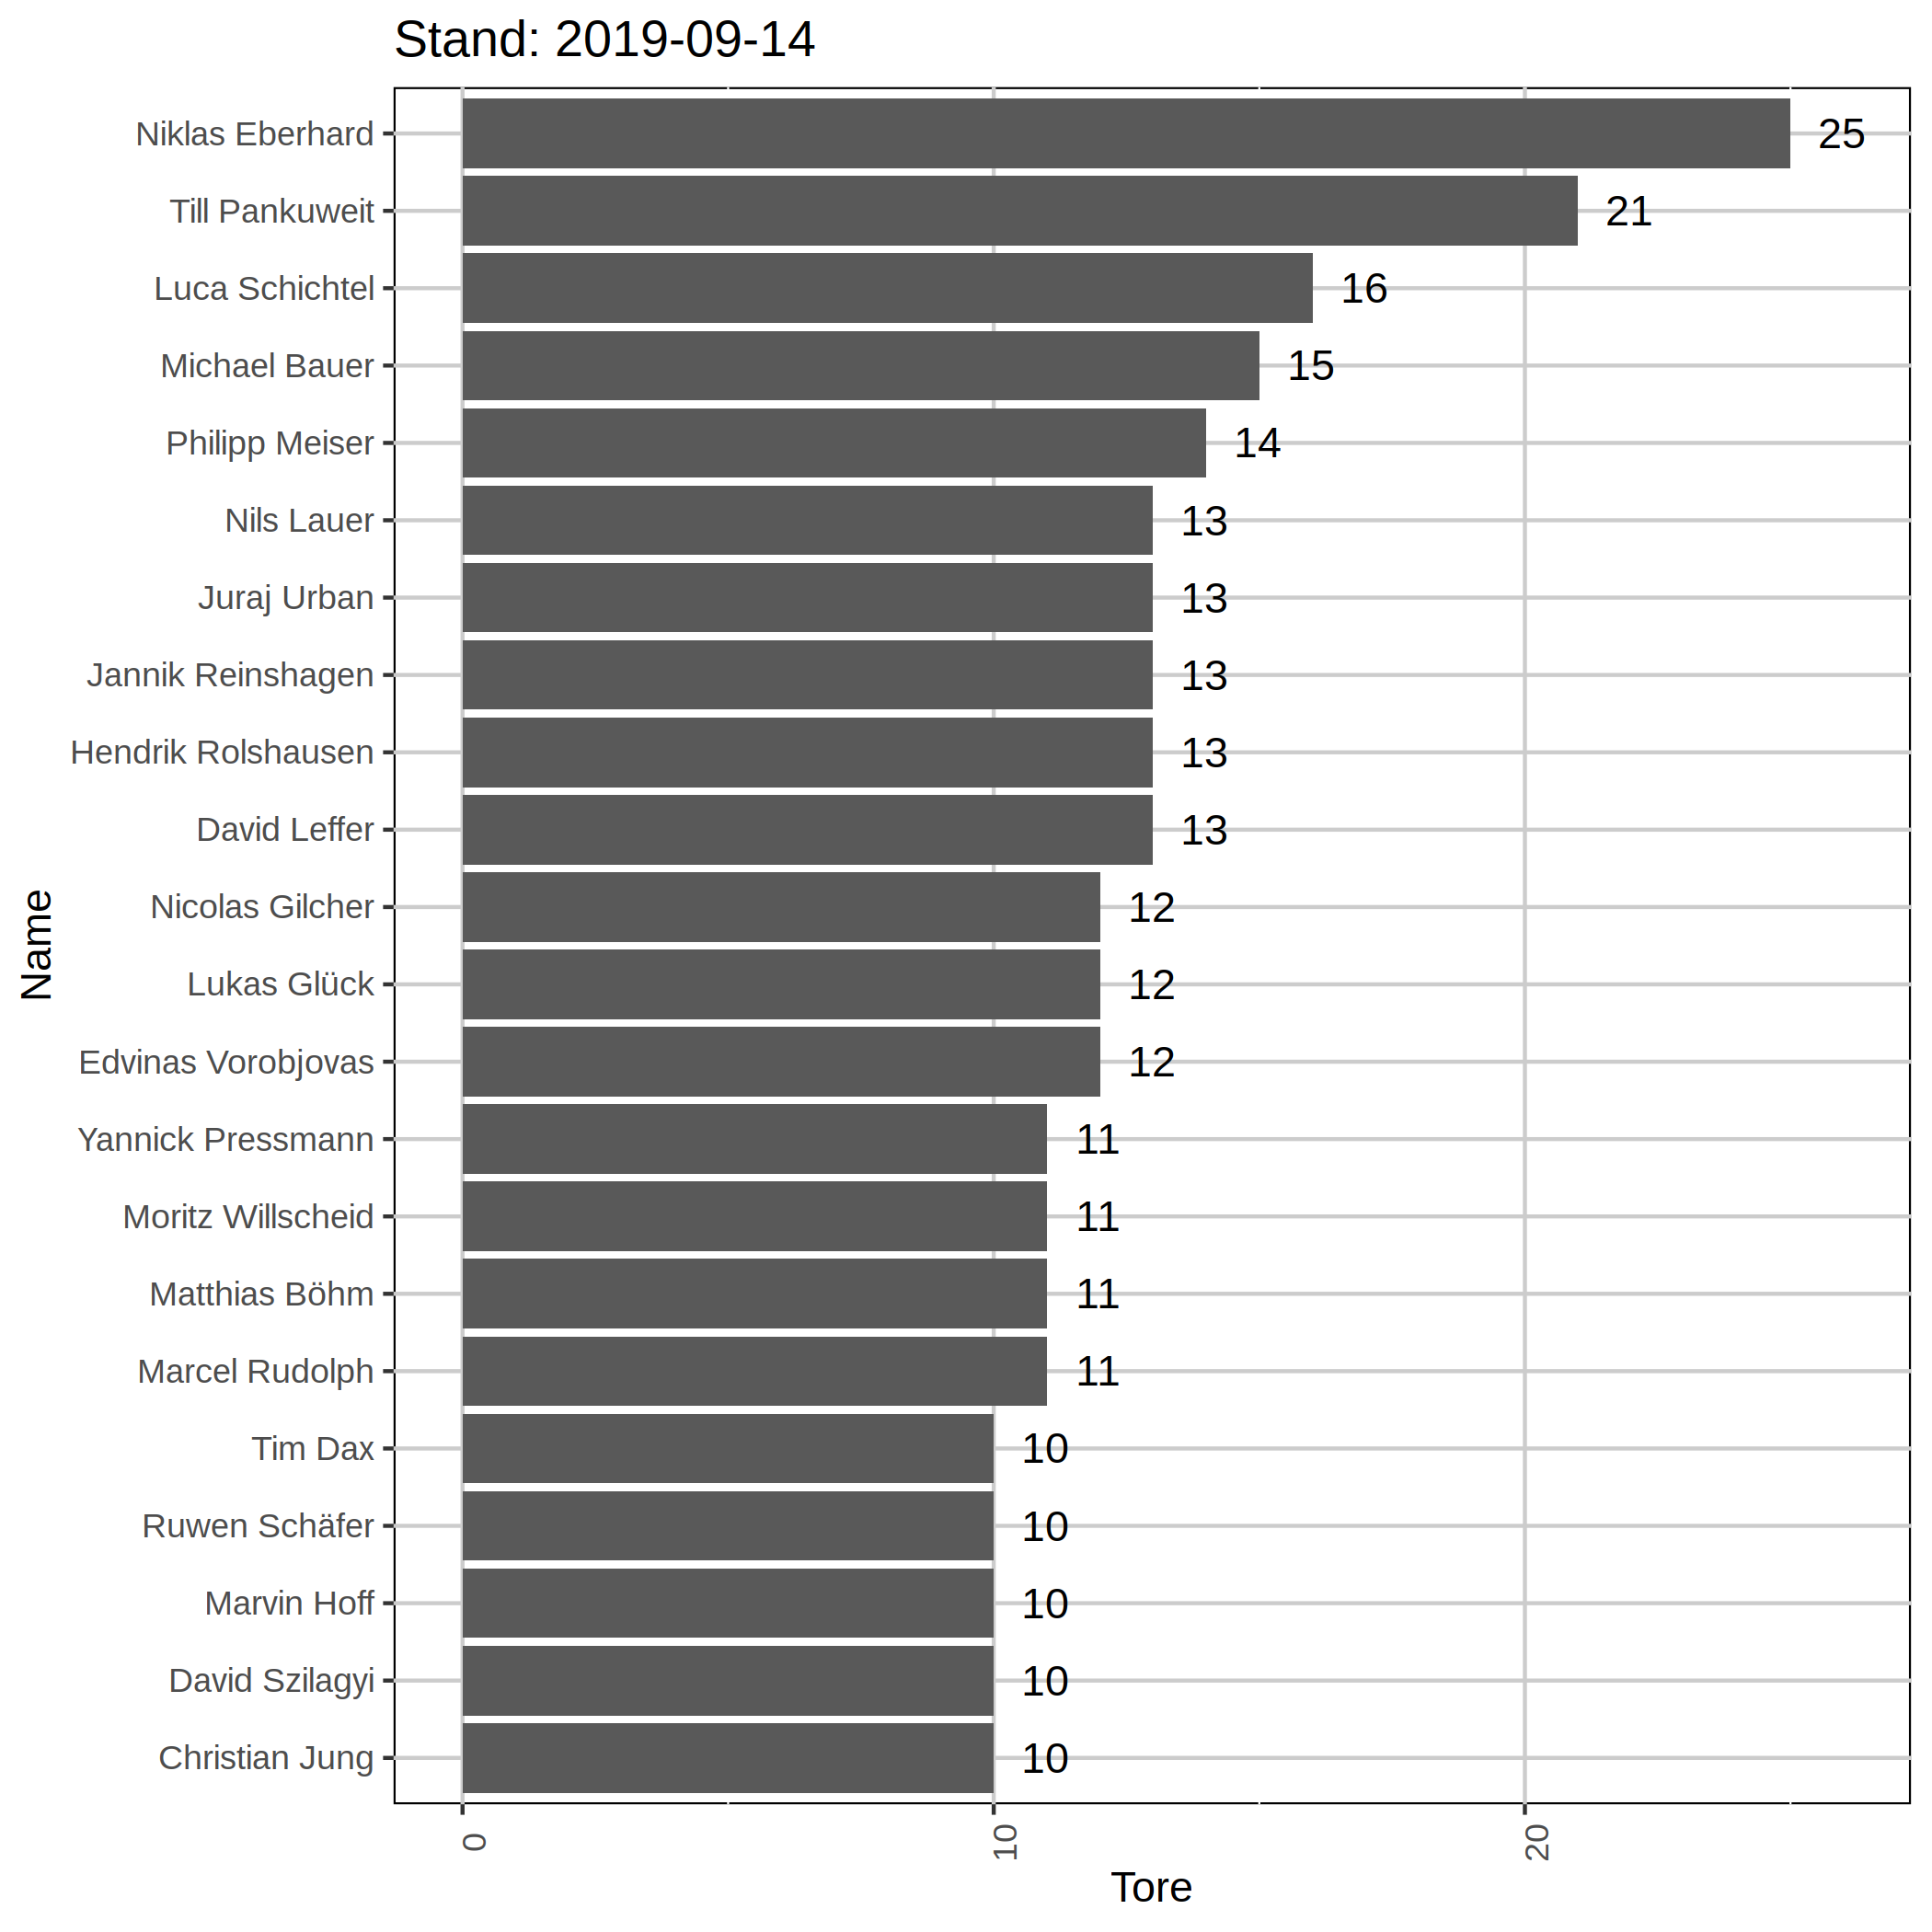 Stand: 2019-09-14
Niklas Eberhard 25
Till Pankuweit 21
Luca Schichtel 16
Michael Bauer 15
Philipp Meiser 14
Nils Lauer 13
Juraj Urban 13
Jannik Reinshagen 13
Hendrik Rolshausen 13
David Leffer 13
Nicolas Gilcher 12
Lukas Glück 12
Edvinas Vorobjovas 12
Yannick Pressmann 11
Moritz Willscheid 11
Matthias Böhm 11
Marcel Rudolph 11
Tim Dax 10
Ruwen Schäfer 10
Marvin Hoff 10
David Szilagyi 10
Christian Jung 10
Name
0 10 20
Tore